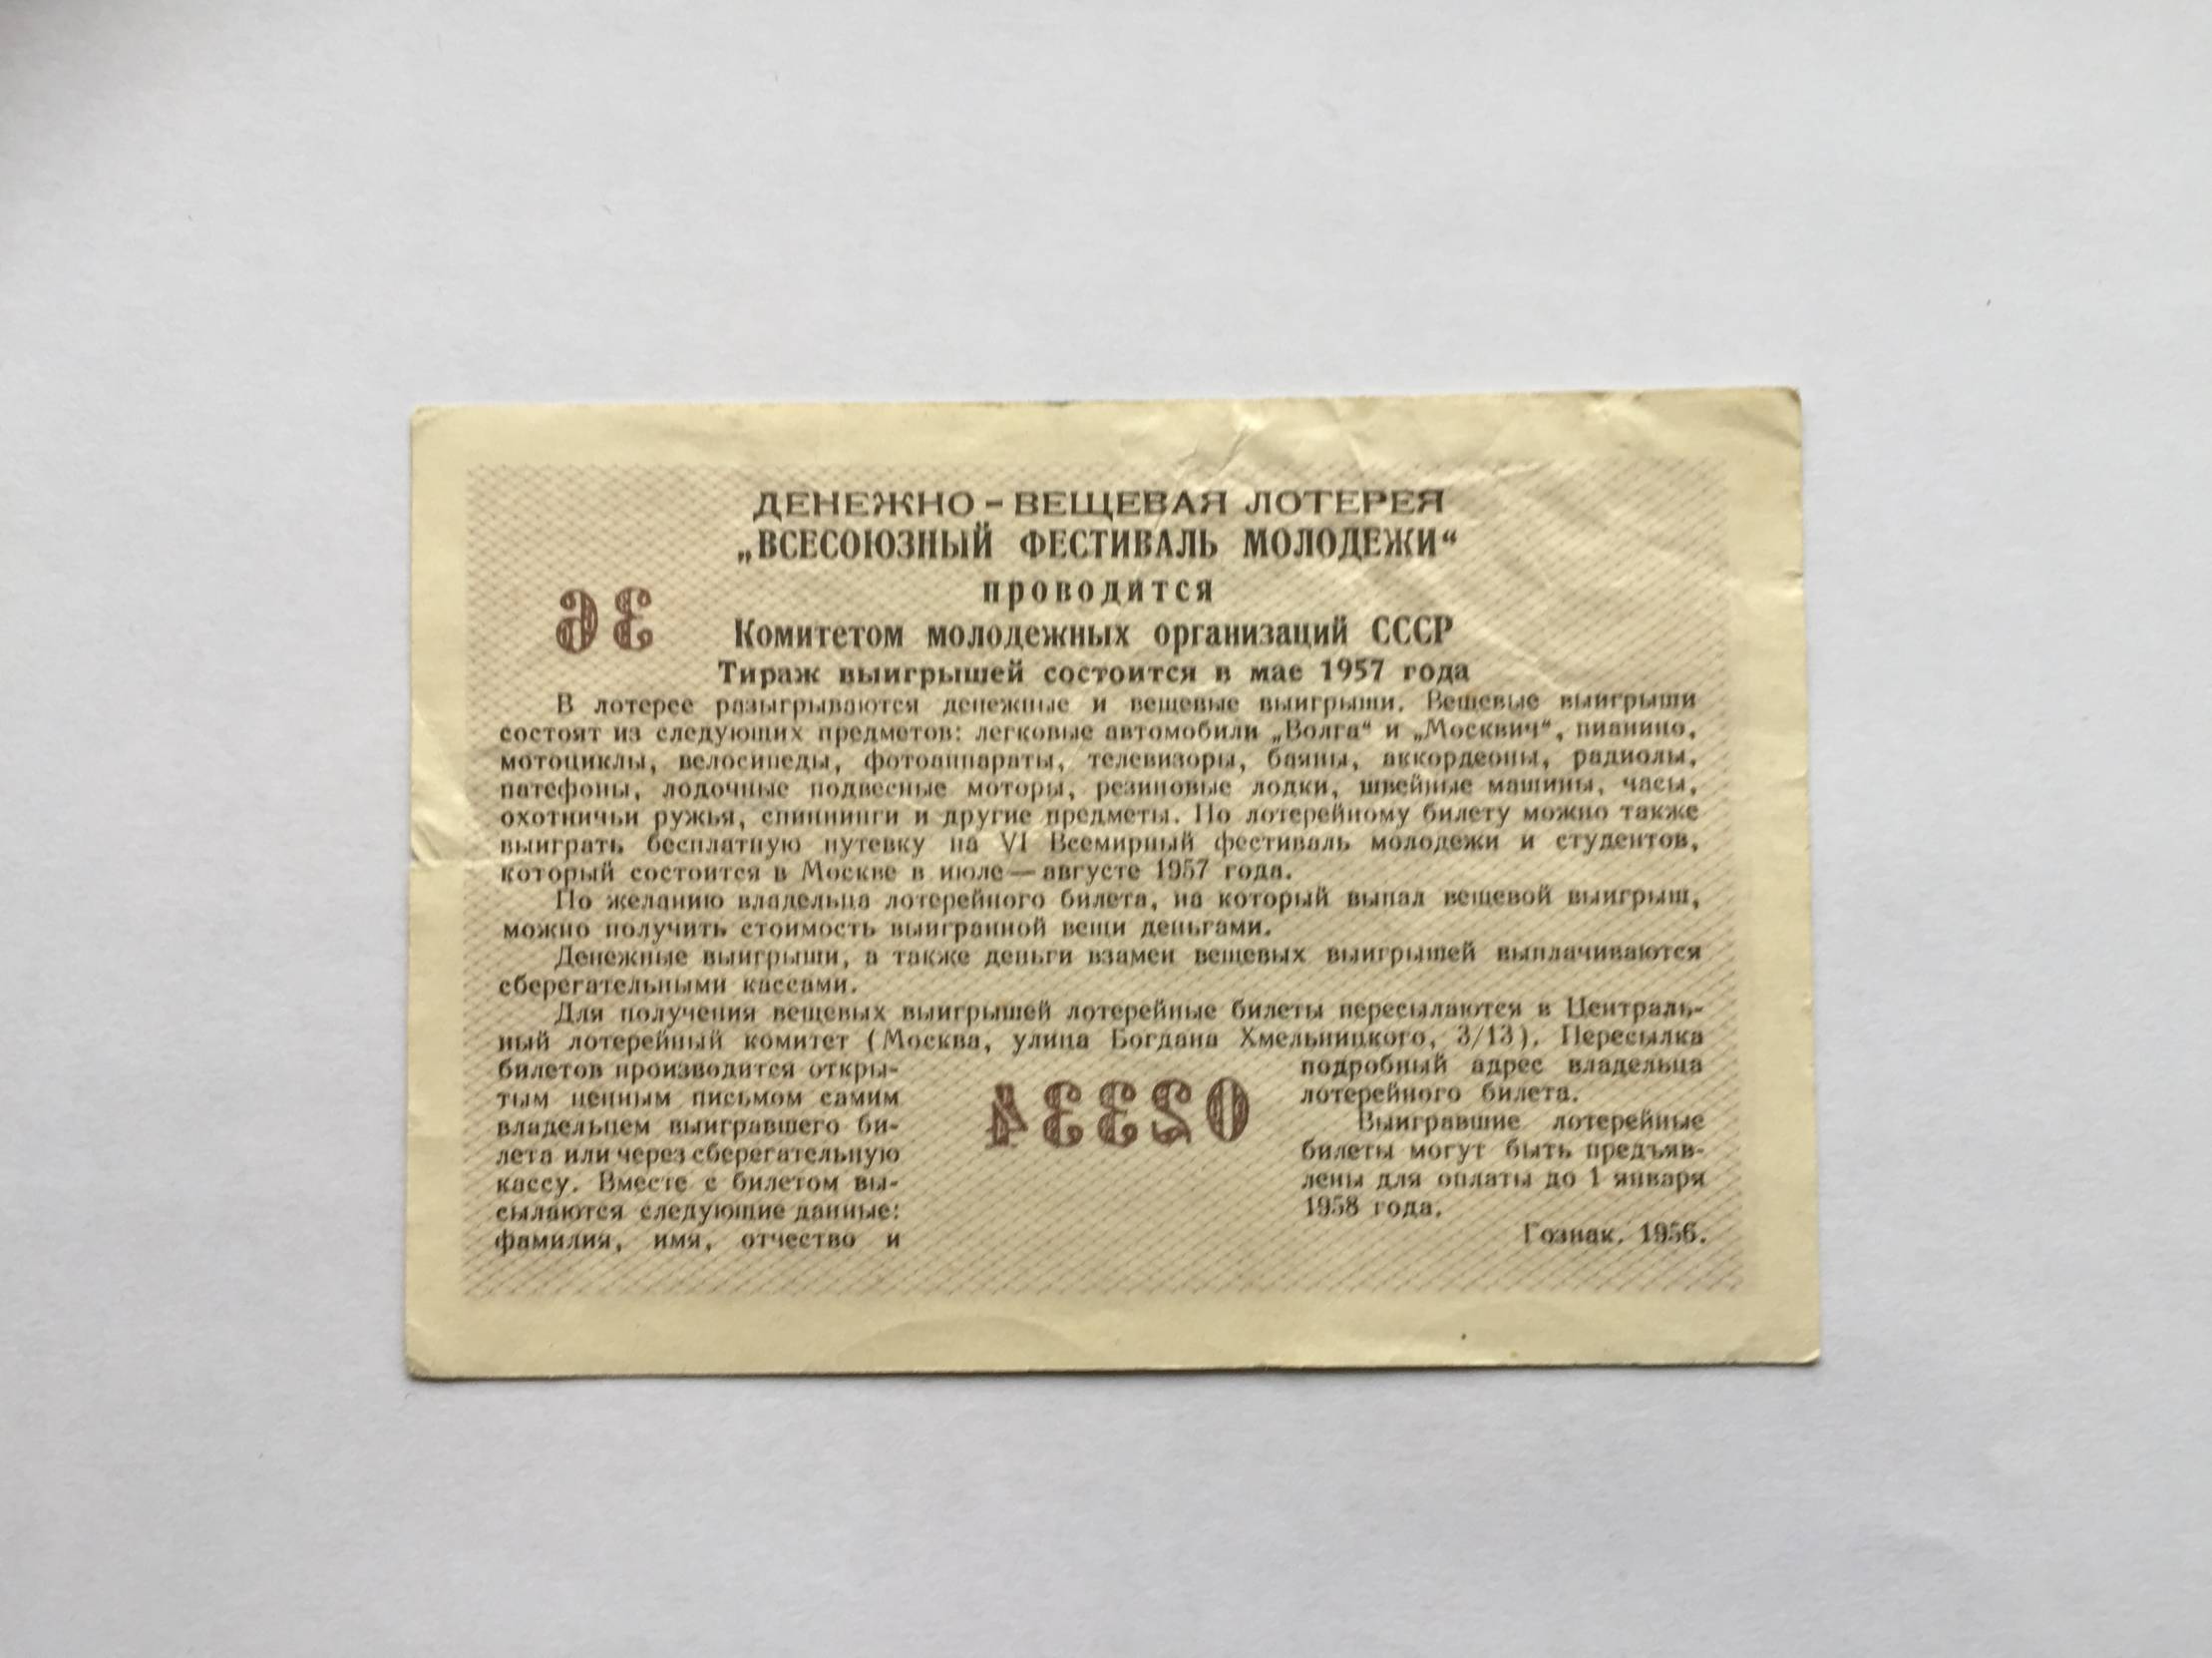 ДЕНЕЖНО-ВЕЩЕВАЯ ЛОТЕРЕЯ
„ВСЕСОЮЗНЫЙ ФЕСТИВАЛЬ МОЛОДЕЖИ“
проводится
36
Комитетом молодежных организаций СССР
Тираж выигрышей состоится в мае 1957 года
В лотерее разыгрываются денежные и вещевые выигрыши. Вещевые выигрыши
состоят из следующих предметов: легковые автомобили „Волга“ и „Москвич“, пианино,
мотоциклы, велосипеды, фотоаппараты, телевизоры, баяны, аккордеоны, радиолы,
патефоны, лодочные подвесные моторы, резиновые лодки, швейные машины, часы,
охотничьи ружья, спиннинги и другие предметы. По лотерейному билету можно также
выиграть бесплатную путевку на VI Всемирный фестиваль молодежи и студентов,
который состоится в Москве в июле—августе 1957 года.
По желанию владельца лотерейного билета, на который выпал вещевой выигрыш,
можно получить стоимость выигранной вещи деньгами.
Денежные выигрыши, а также деньги взамен вещевых выигрышей выплачиваются
сберегательными кассами.
Для получения вещевых выигрышей лотерейные билеты пересылаются в Централь-
ный лотерейный комитет (Москва, улица Богдана Хмельницкого, 3/13). Пересылка
билетов производится откры-
тым ценным письмом самим
владельцем выигравшего би-
лета или через сберегательную
кассу. Вместе с билетом вы-
сылаются следующие данные:
фамилия, имя, отчество и
02334
подробный адрес владельца
лотерейного билета.
Выигравшие лотерейные
билеты могут быть предъяв-
лены для оплаты до 1 января
1958 года.
Гознак. 1956.